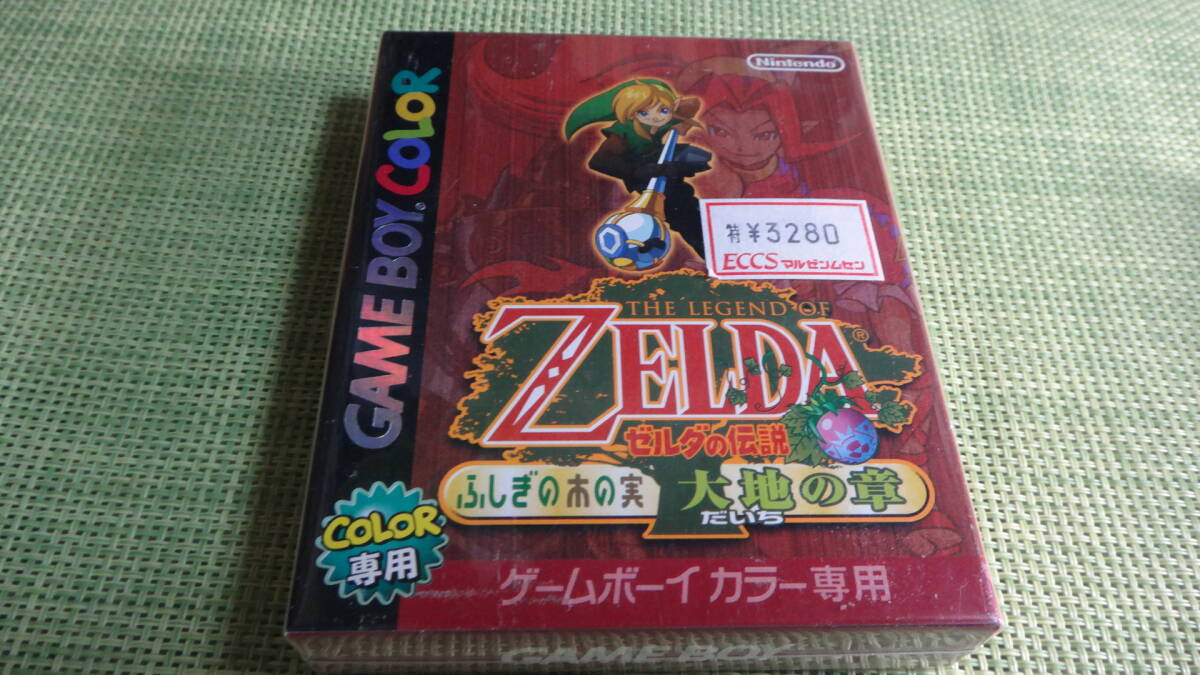 GAME BOY COLOR
Nintendo
特 ¥3280
ECCS マルゼンムセン
THE LEGEND OF
ZELDA®
ゼルダの伝説
ふしぎの木の実 大地の章
だいち
COLOR
専用
ゲームボーイ カラー専用
GAME BOY